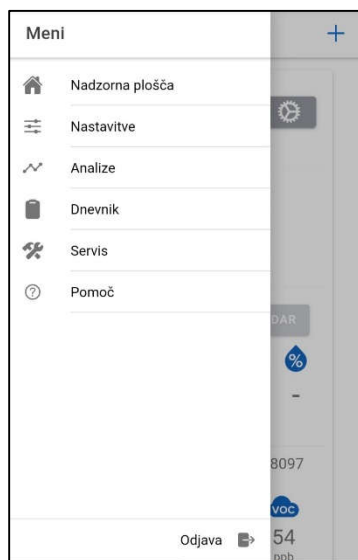 Meni
+
Nadzorna plošča
Nastavitve
Analize
Dnevnik
Servis
Pomoč
DAR
%
-
8097
VOC
Odjava
54
ppb